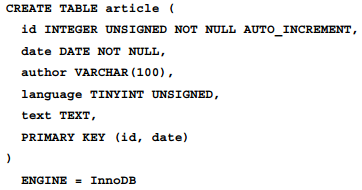 CREATE TABLE article (
id INTEGER UNSIGNED NOT NULL AUTO_INCREMENT,
date DATE NOT NULL,
author VARCHAR(100),
language TINYINT UNSIGNED,
text TEXT,
PRIMARY KEY (id, date)
)
ENGINE = InnoDB